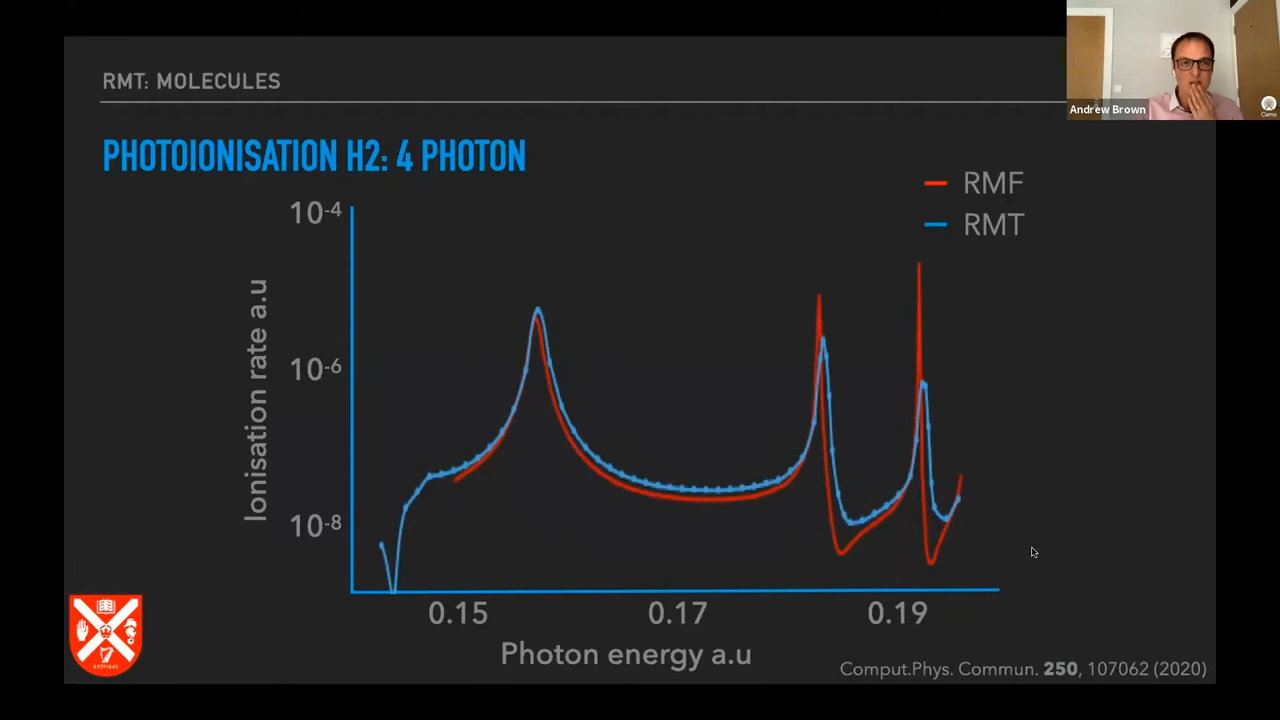 RMT: MOLECULES
PHOTOIONISATION H2: 4 PHOTON
RMF
RMT
10-4
10-6
10-8
Ionisation rate a.u
0.15 0.17 0.19
Photon energy a.u
Comput.Phys. Commun. 250, 107062 (2020)
Andrew Brown
Camo